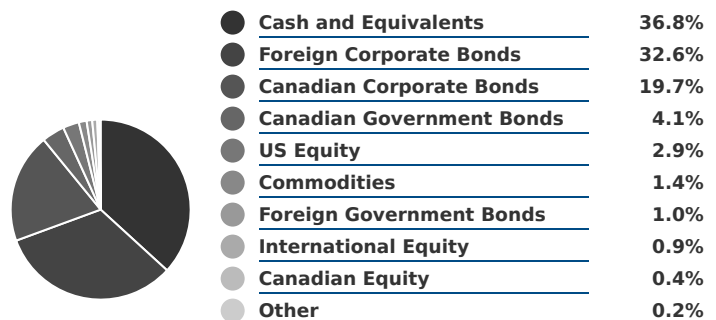 Cash and Equivalents 36.8%
Foreign Corporate Bonds 32.6%
Canadian Corporate Bonds 19.7%
Canadian Government Bonds 4.1%
US Equity 2.9%
Commodities 1.4%
Foreign Government Bonds 1.0%
International Equity 0.9%
Canadian Equity 0.4%
Other 0.2%